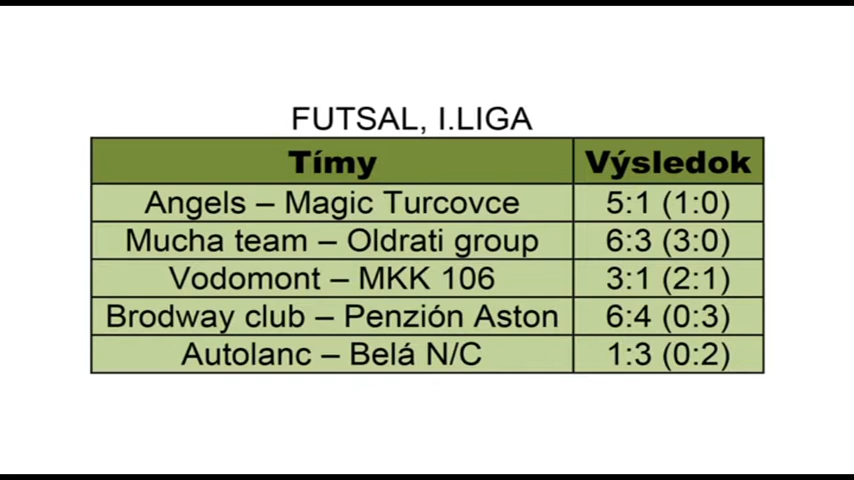 FUTSAL, I.LIGA
Tímy Výsledok
Angels – Magic Turcovce 5:1 (1:0)
Mucha team – Oldrati group 6:3 (3:0)
Vodomont – MKK 106 3:1 (2:1)
Brodway club – Penzión Aston 6:4 (0:3)
Autolanc – Belá N/C 1:3 (0:2)